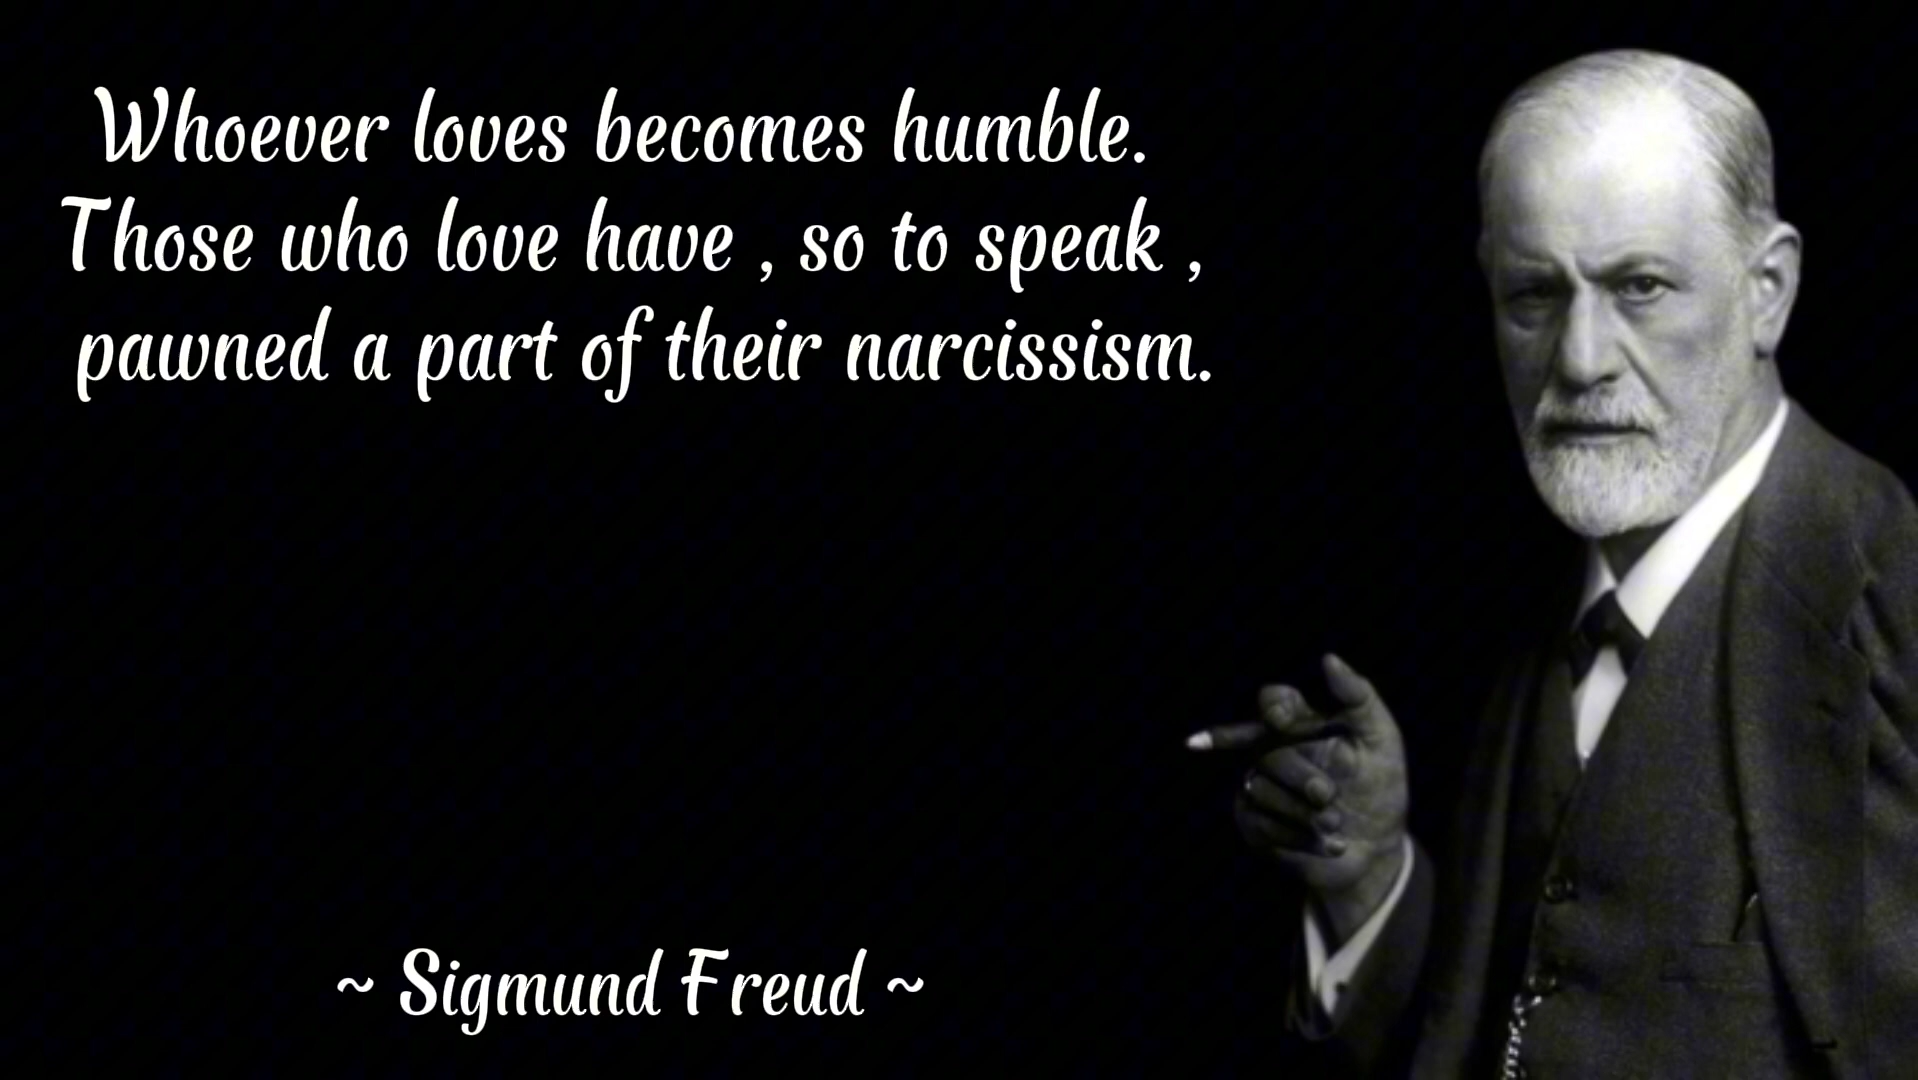 Whoever loves becomes humble.
Those who love have , so to speak ,
pawned a part of their narcissism.
~ Sigmund Freud ~